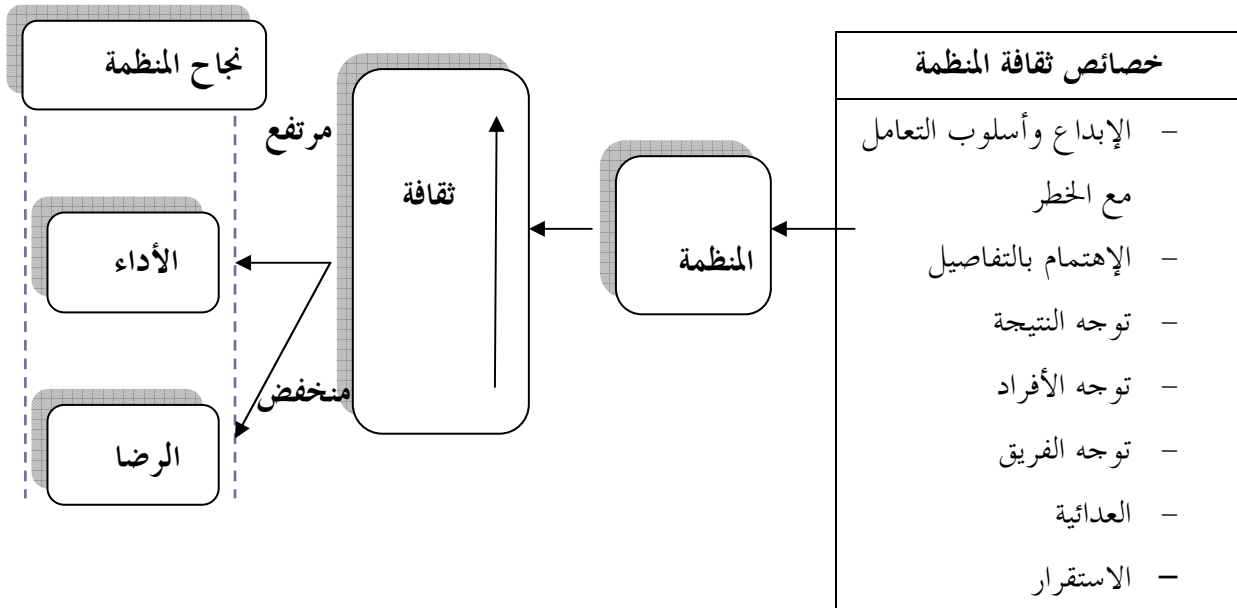 خصائص ثقافة المنظمة
– الإبداع وأسلوب التعامل
مع الخطر
– الإهتمام بالتفاصيل
– توجه النتيجة
– توجه الأفراد
– توجه الفريق
– العدائية
– الاستقرار
المنظمة
ثقافة
مرتفع
منخفض
نجاح المنظمة
الأداء
الرضا